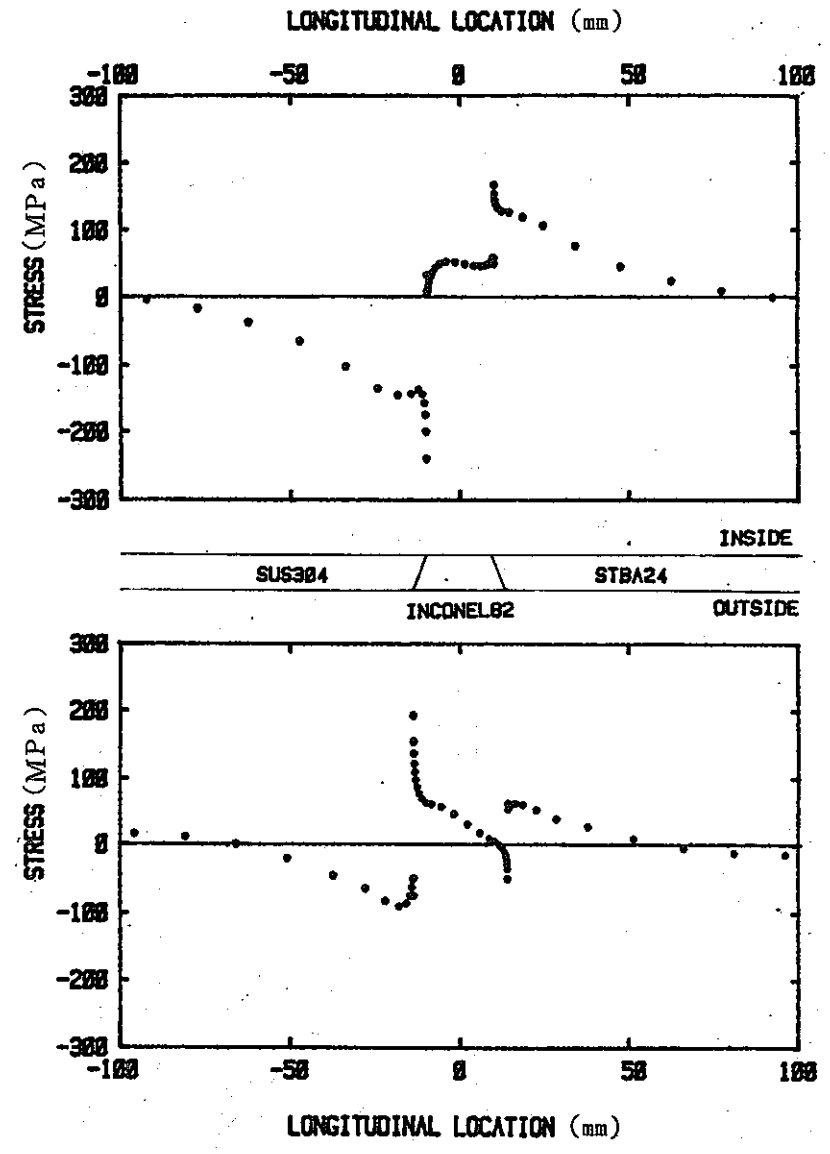 LONGITUDINAL LOCATION (mm)
-100 -50 0 50 100
300
200
100
0
-100
-200
-300
STRESS (MPa)
INSIDE
SUS304 STBA24
INCONEL82 OUTSIDE
300
200
100
0
-100
-200
-300
STRESS (MPa)
-100 -50 0 50 100
LONGITUDINAL LOCATION (mm)